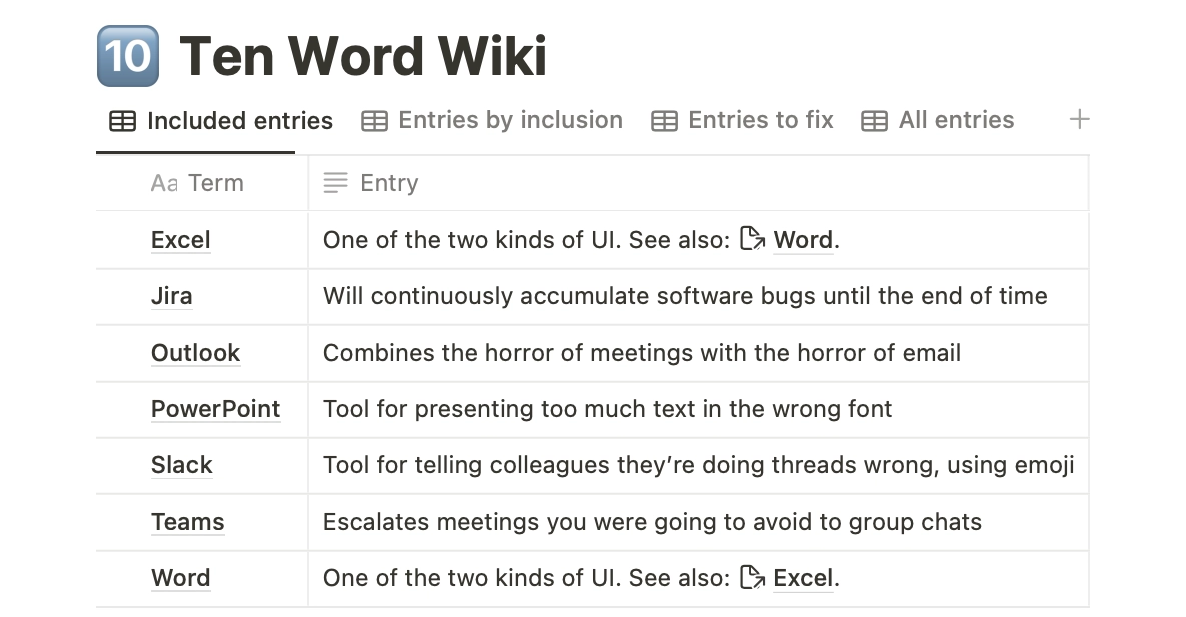 10 Ten Word Wiki
Included entries Entries by inclusion Entries to fix All entries +
Aa Term Entry
Excel One of the two kinds of UI. See also: Word.
Jira Will continuously accumulate software bugs until the end of time
Outlook Combines the horror of meetings with the horror of email
PowerPoint Tool for presenting too much text in the wrong font
Slack Tool for telling colleagues they’re doing threads wrong, using emoji
Teams Escalates meetings you were going to avoid to group chats
Word One of the two kinds of UI. See also: Excel.